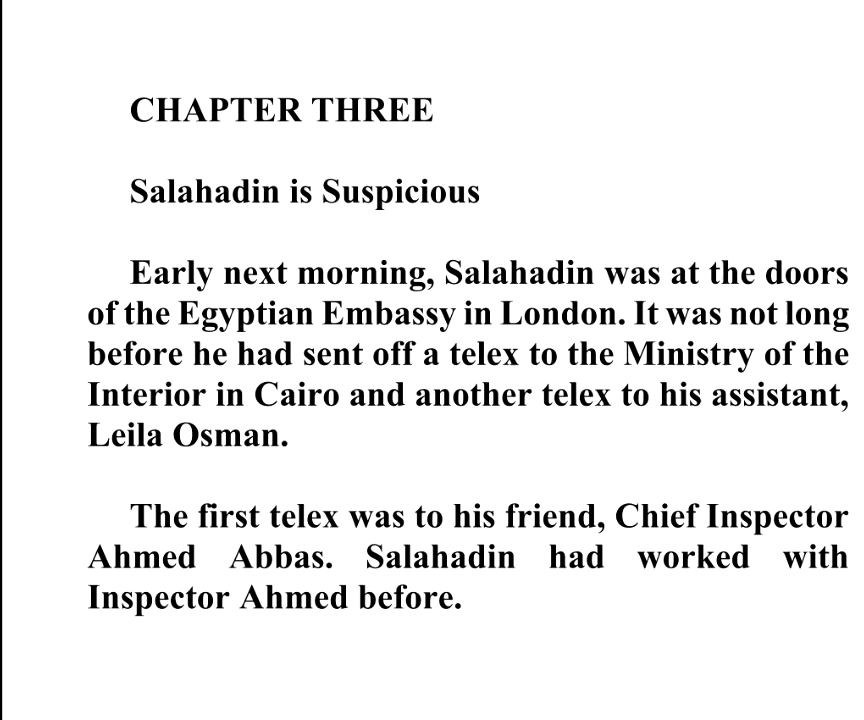 CHAPTER THREE
Salahadin is Suspicious
Early next morning, Salahadin was at the doors
of the Egyptian Embassy in London. It was not long
before he had sent off a telex to the Ministry of the
Interior in Cairo and another telex to his assistant,
Leila Osman.
The first telex was to his friend, Chief Inspector
Ahmed Abbas. Salahadin had worked with
Inspector Ahmed before.